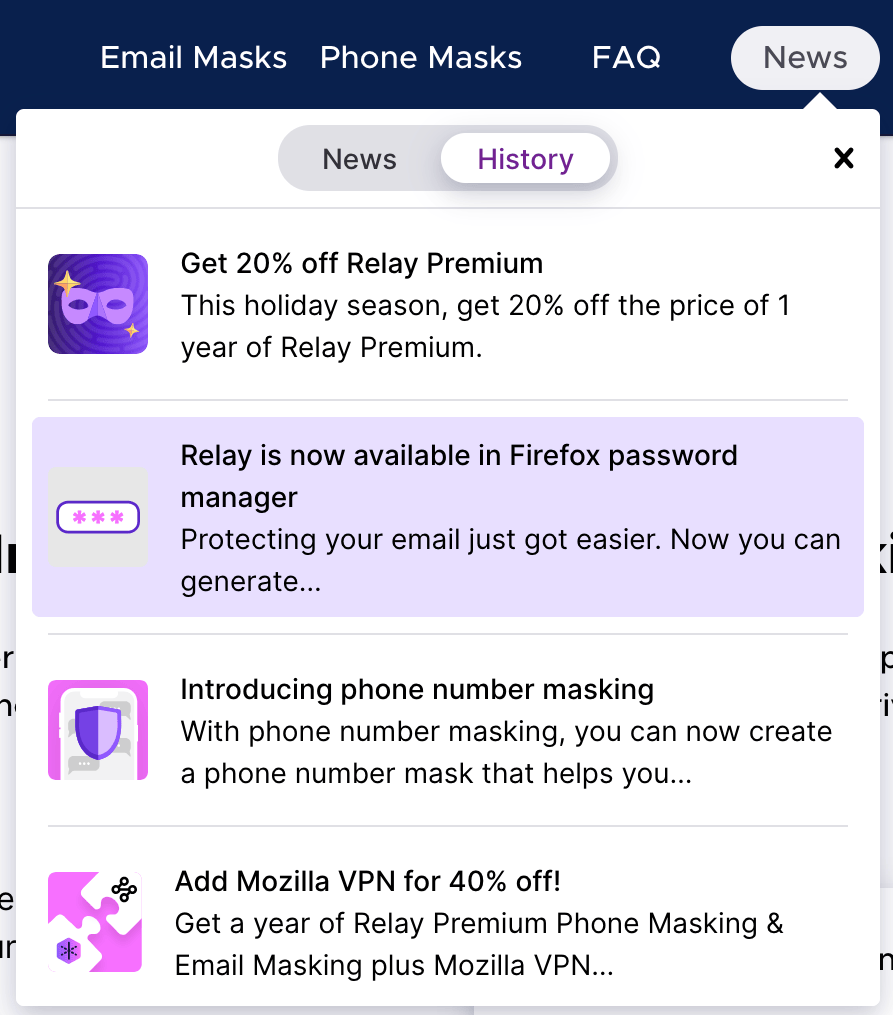 Email Masks Phone Masks FAQ News
News History
Get 20% off Relay Premium
This holiday season, get 20% off the price of 1
year of Relay Premium.
Relay is now available in Firefox password
manager
Protecting your email just got easier. Now you can
generate...
Introducing phone number masking
With phone number masking, you can now create
a phone number mask that helps you...
Add Mozilla VPN for 40% off!
Get a year of Relay Premium Phone Masking &
Email Masking plus Mozilla VPN...